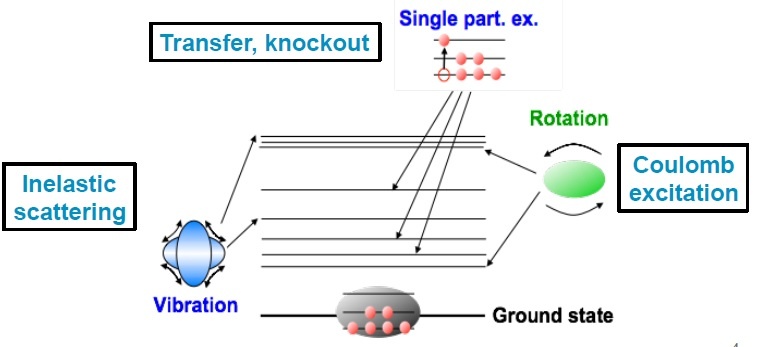 Single part. ex.
Transfer, knockout
Rotation
Inelastic
scattering
Coulomb
excitation
Vibration
Ground state